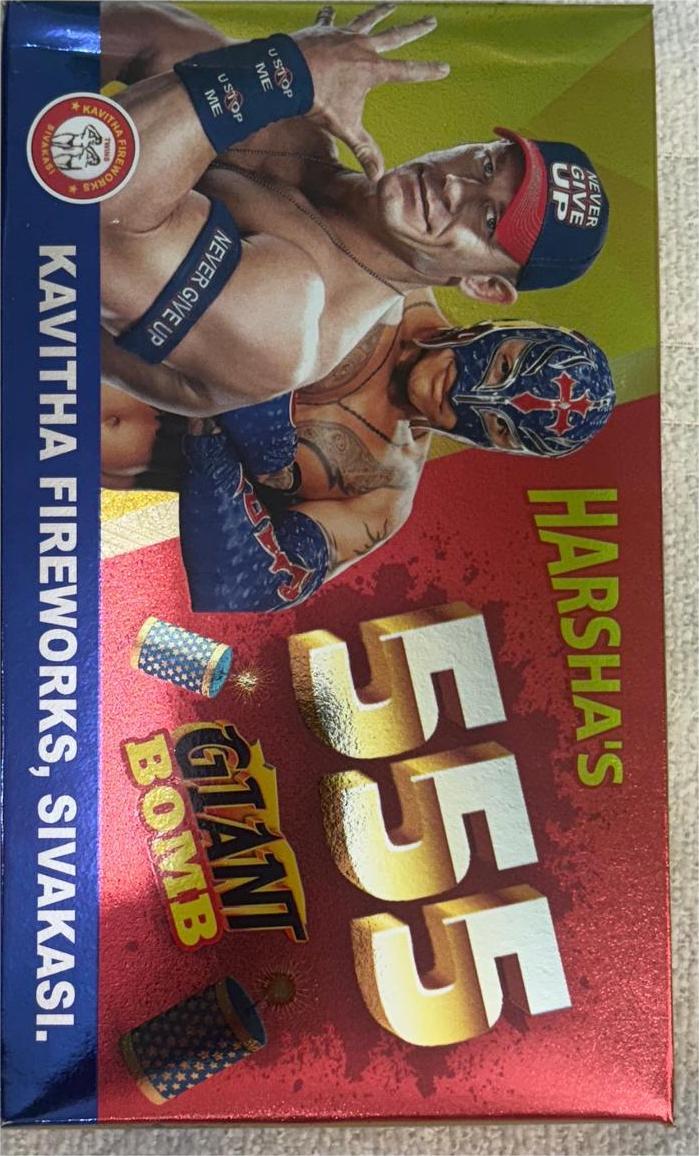 HARSHA'S
555
GIANT
BOMB
NEVER
GIVE
UP
U STOP
ME
U STOP
ME
NEVER GIVE UP
KAVITHA FIREWORKS
TWINS
SIVAKASI
KAVITHA FIREWORKS, SIVAKASI.